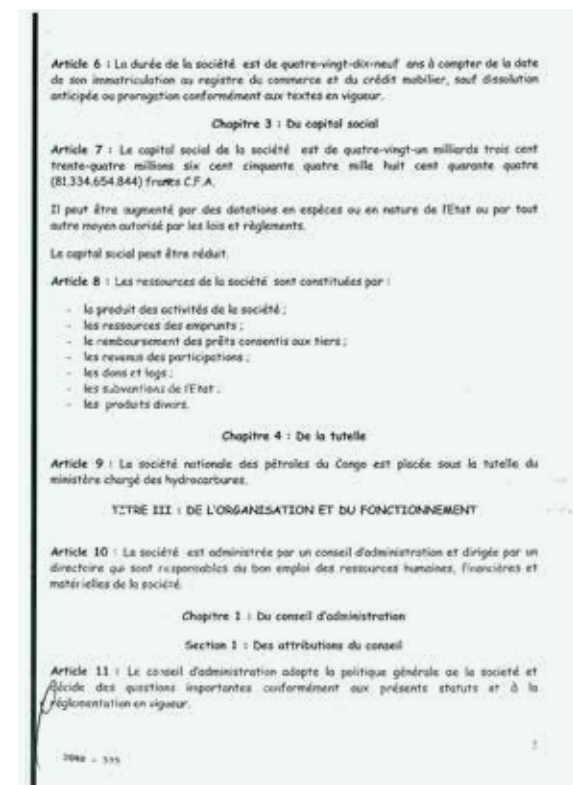 Article 6 : La durée de la société est de quatre-vingt-dix-neuf ans à compter de la date
de son immatriculation au registre du commerce et du crédit mobilier, sauf dissolution
anticipée ou prorogation conformément aux textes en vigueur.
Chapitre 3 : Du capital social
Article 7 : Le capital social de la société est de quatre-vingt-un milliards trois cent
trente-quatre millions six cent cinquante quatre mille huit cent quarante quatre
(81.334.654.844) francs C.F.A.
Il peut être augmenté par des dotations en espèces ou en nature de l'Etat ou par tout
autre moyen autorisé par les lois et règlements.
Le capital social peut être réduit.
Article 8 : Les ressources de la société sont constituées par :
- le produit des activités de la société ;
- les ressources des emprunts ;
- le remboursement des prêts consentis aux tiers ;
- les revenus des participations ;
- les dons et legs ;
- les subventions de l'Etat ;
- les produits divers.
Chapitre 4 : De la tutelle
Article 9 : La société nationale des pétroles du Congo est placée sous la tutelle du
ministère chargé des hydrocarbures.
TITRE III : DE L'ORGANISATION ET DU FONCTIONNEMENT
Article 10 : La société est administrée par un conseil d'administration et dirigée par un
directoire qui sont responsables du bon emploi des ressources humaines, financières et
matérielles de la société.
Chapitre 1 : Du conseil d'administration
Section 1 : Des attributions du conseil
Article 11 : Le conseil d'administration adopte la politique générale de la société et
décide des questions importantes conformément aux présents statuts et à la
réglementation en vigueur.